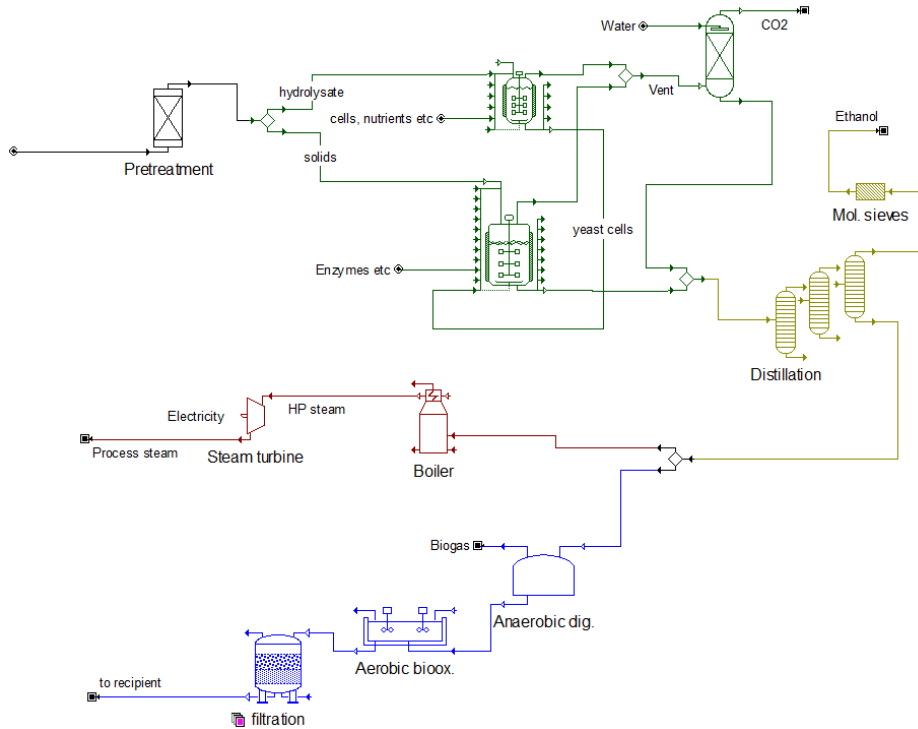 Water
CO2
hydrolysate
cells, nutrients etc
Vent
Ethanol
Pretreatment
solids
Mol. sieves
yeast cells
Enzymes etc
Distillation
Electricity
HP steam
Process steam
Steam turbine
Boiler
Biogas
Anaerobic dig.
Aerobic bioox.
to recipient
filtration